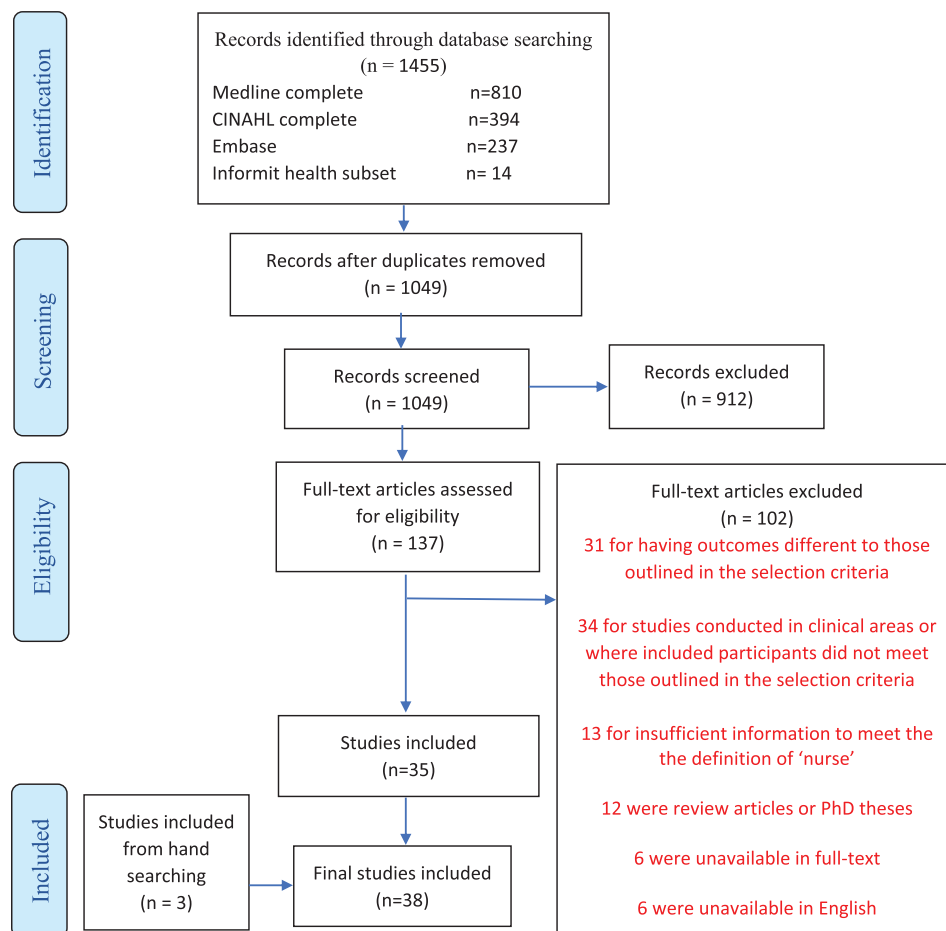 Identification
Records identified through database searching
(n = 1455)
Medline complete n=810
CINAHL complete n=394
Embase n=237
Informit health subset n= 14
Screening
Records after duplicates removed
(n = 1049)
Records screened
(n = 1049)
Records excluded
(n = 912)
Eligibility
Full-text articles assessed
for eligibility
(n = 137)
Full-text articles excluded
(n = 102)
31 for having outcomes different to those
outlined in the selection criteria
34 for studies conducted in clinical areas or
where included participants did not meet
those outlined in the selection criteria
13 for insufficient information to meet the
the definition of ‘nurse’
12 were review articles or PhD theses
6 were unavailable in full-text
6 were unavailable in English
Studies included
(n=35)
Included
Studies included
from hand
searching
(n = 3)
Final studies included
(n=38)